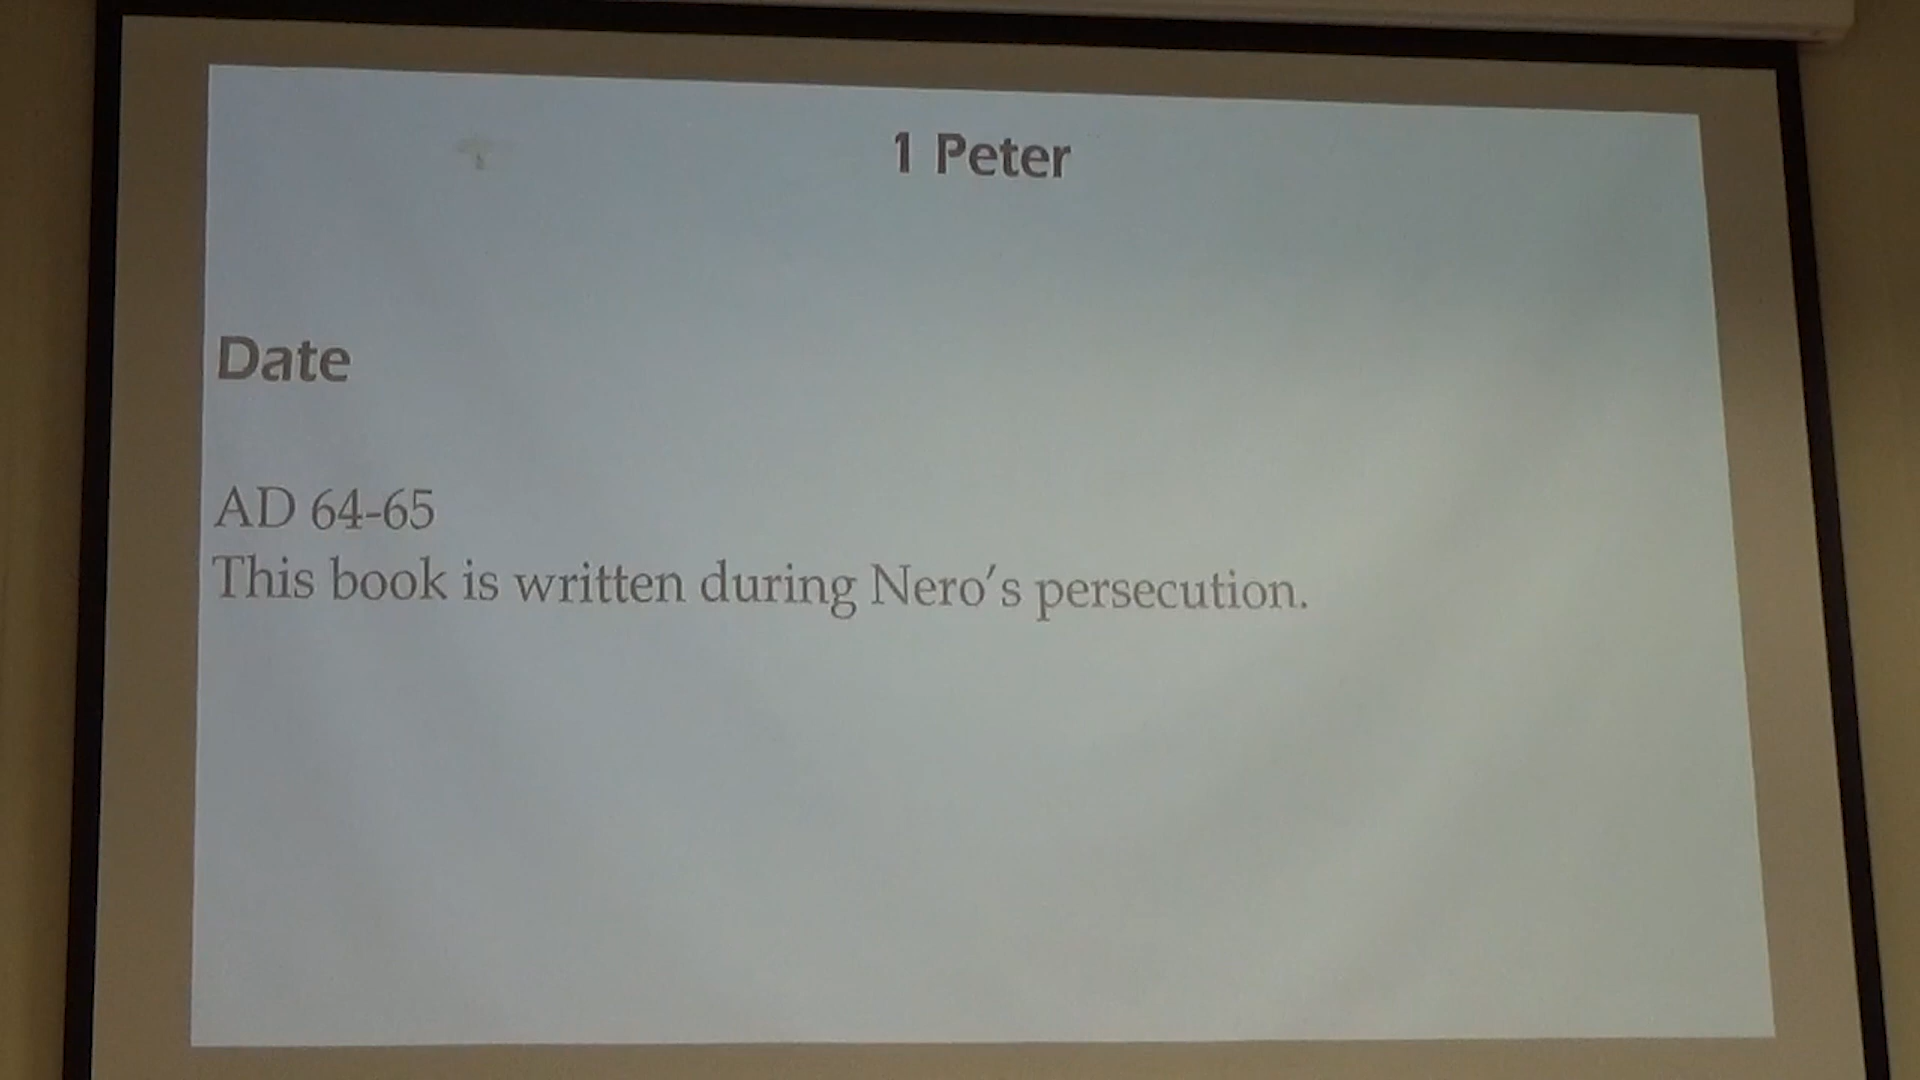 1 Peter
Date
AD 64-65
This book is written during Nero's persecution.